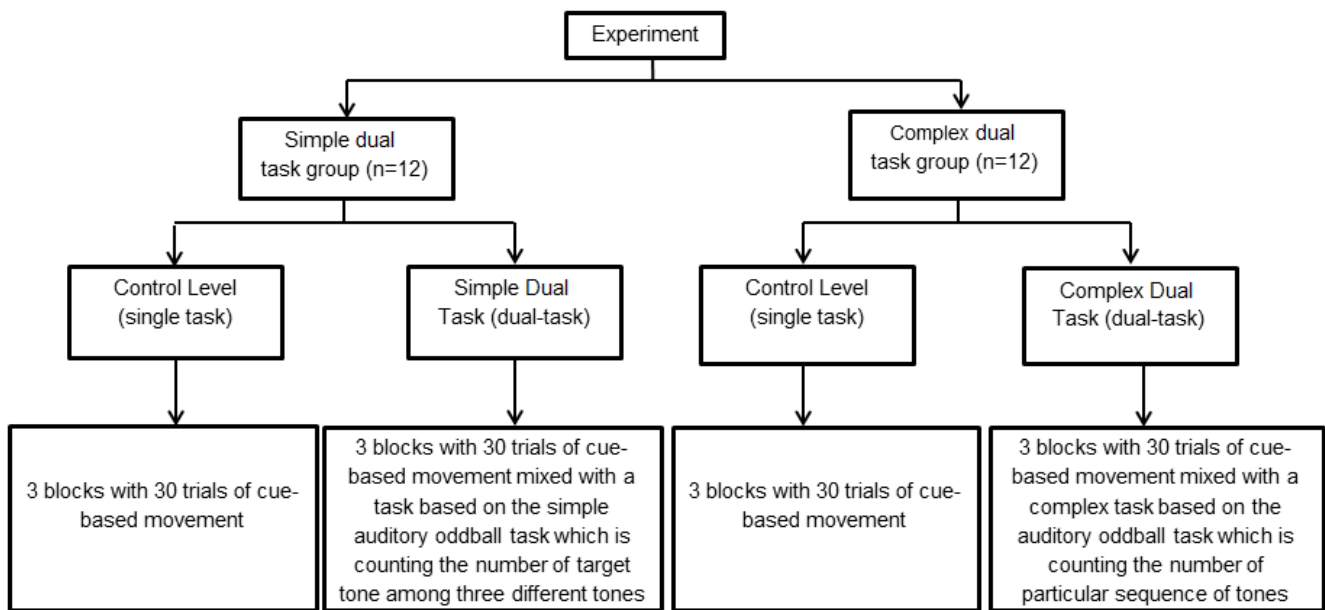 Experiment
Simple dual
task group (n=12)
Complex dual
task group (n=12)
Control Level
(single task)
Simple Dual
Task (dual-task)
Control Level
(single task)
Complex Dual
Task (dual-task)
3 blocks with 30 trials of cue-
based movement
3 blocks with 30 trials of cue-
based movement mixed with a
task based on the simple
auditory oddball task which is
counting the number of target
tone among three different tones
3 blocks with 30 trials of cue-
based movement
3 blocks with 30 trials of cue-
based movement mixed with a
complex task based on the
auditory oddball task which is
counting the number of
particular sequence of tones